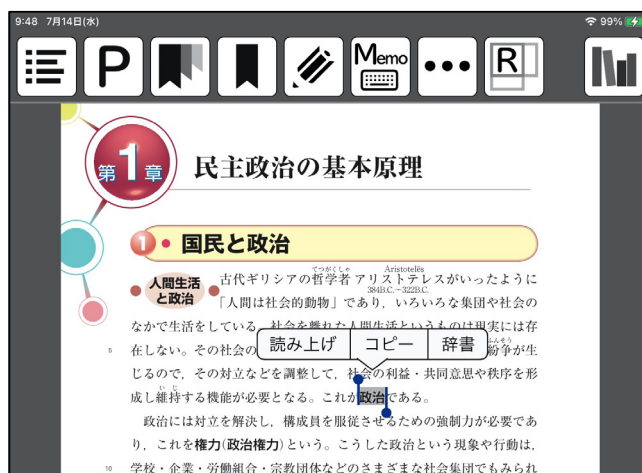 9:48 7月14日(水)
99%
P
Memo
•••
R
第1章
民主政治の基本原理
1 • 国民と政治
人間生活
と政治
てつがくしゃ
Aristotelēs
古代ギリシアの哲学者アリストテレスがいったように
384B.C.~322B.C.
「人間は社会的動物」であり，いろいろな集団や社会の
なかで生活をしている。社会を離れた人間生活というものは現実には存
読み上げ コピー 辞書
ふんそう
5 在しない。その社会の 紛争が生
じるので，その対立などを調整して，社会の利益・共同意思や秩序を形
いじ
成し維持する機能が必要となる。これが政治である。
政治には対立を解決し，構成員を服従させるための強制力が必要であ
り，これを権力(政治権力)という。こうした政治という現象や行動は，
10 学校・企業・労働組合・宗教団体などのさまざまな社会集団でもみられ